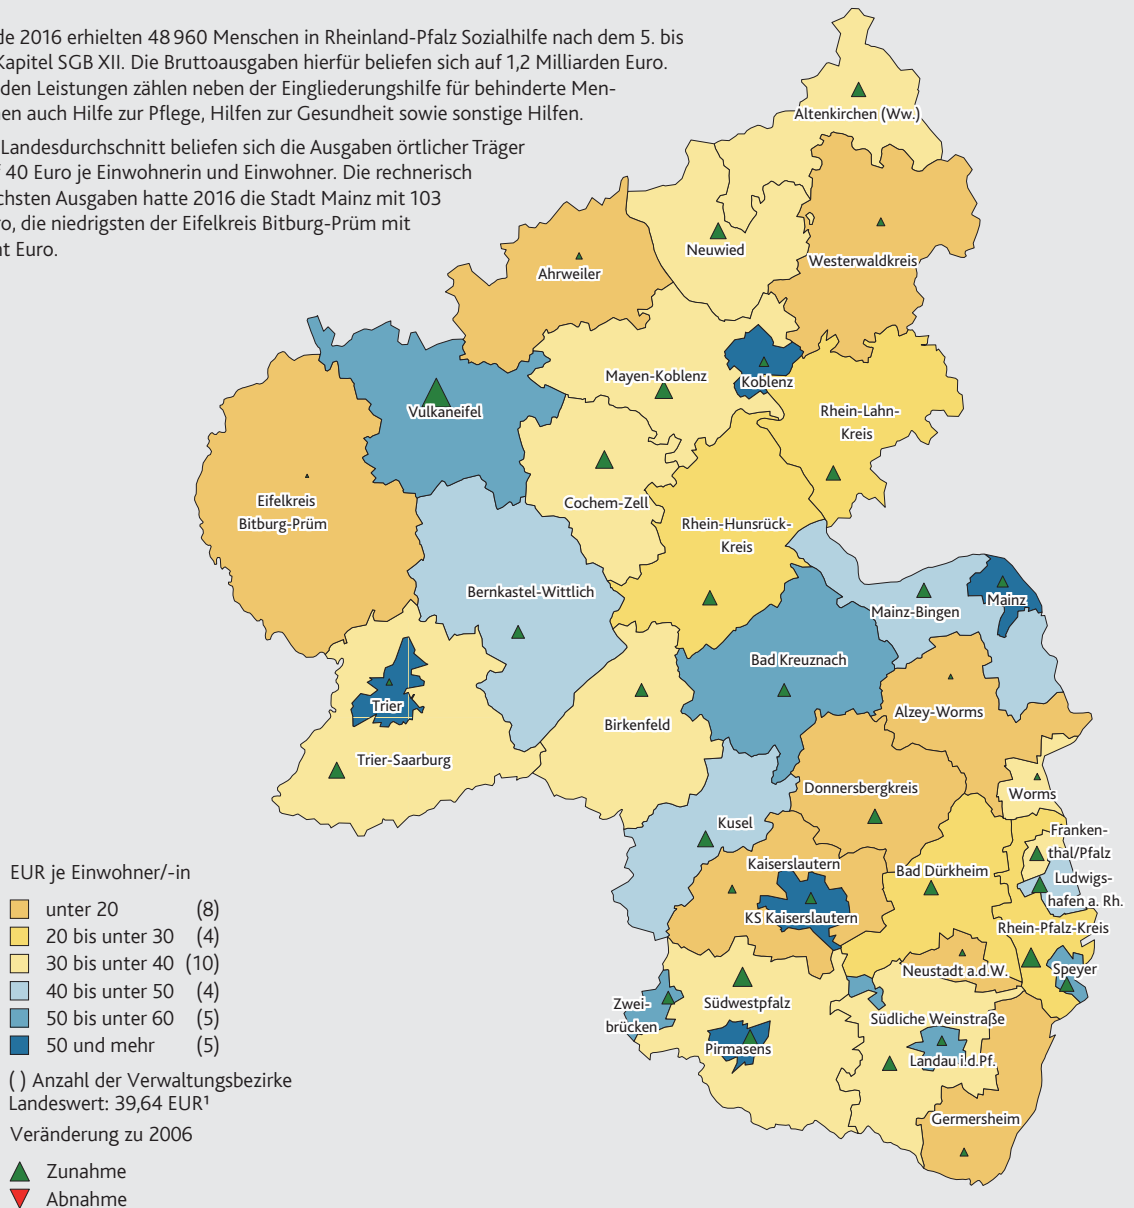 de 2016 erhielten 48 960 Menschen in Rheinland-Pfalz Sozialhilfe nach dem 5. bis
Kapitel SGB XII. Die Bruttoausgaben hierfür beliefen sich auf 1,2 Milliarden Euro.
den Leistungen zählen neben der Eingliederungshilfe für behinderte Men-
en auch Hilfe zur Pflege, Hilfen zur Gesundheit sowie sonstige Hilfen.
Landesdurchschnitt beliefen sich die Ausgaben örtlicher Träger
40 Euro je Einwohnerin und Einwohner. Die rechnerisch
chsten Ausgaben hatte 2016 die Stadt Mainz mit 103
ro, die niedrigsten der Eifelkreis Bitburg-Prüm mit
t Euro.
Altenkirchen (Ww.)
Neuwied
Westerwaldkreis
Ahrweiler
Mayen-Koblenz
Koblenz
Vulkaneifel
Rhein-Lahn-
Kreis
Cochem-Zell
Eifelkreis
Bitburg-Prüm
Rhein-Hunsrück-
Kreis
Bernkastel-Wittlich
Mainz-Bingen
Mainz
Bad Kreuznach
Trier
Alzey-Worms
Birkenfeld
Trier-Saarburg
Donnersbergkreis
Worms
Kusel
Franken-
thal/Pfalz
Kaiserslautern
Bad Dürkheim
Ludwigs-
hafen a. Rh.
KS Kaiserslautern
Rhein-Pfalz-Kreis
Neustadt a.d.W.
Speyer
Zwei-
brücken
Südwestpfalz
Südliche Weinstraße
Pirmasens
Landau i.d.Pf.
Germersheim
EUR je Einwohner/-in
unter 20 (8)
20 bis unter 30 (4)
30 bis unter 40 (10)
40 bis unter 50 (4)
50 bis unter 60 (5)
50 und mehr (5)
( ) Anzahl der Verwaltungsbezirke
Landeswert: 39,64 EUR¹
Veränderung zu 2006
Zunahme
Abnahme